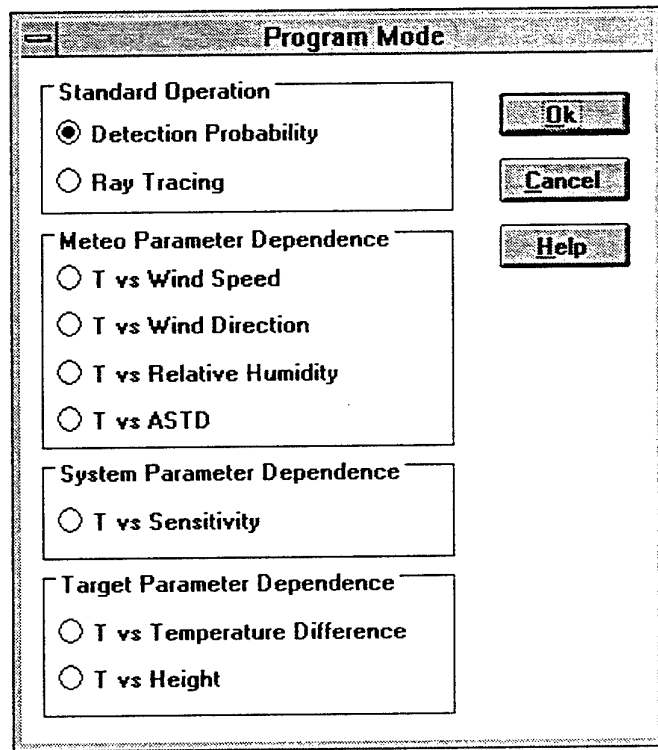 Program Mode
Standard Operation
Detection Probability
Ray Tracing
Meteo Parameter Dependence
T vs Wind Speed
T vs Wind Direction
T vs Relative Humidity
T vs ASTD
System Parameter Dependence
T vs Sensitivity
Target Parameter Dependence
T vs Temperature Difference
T vs Height
Ok
Cancel
Help